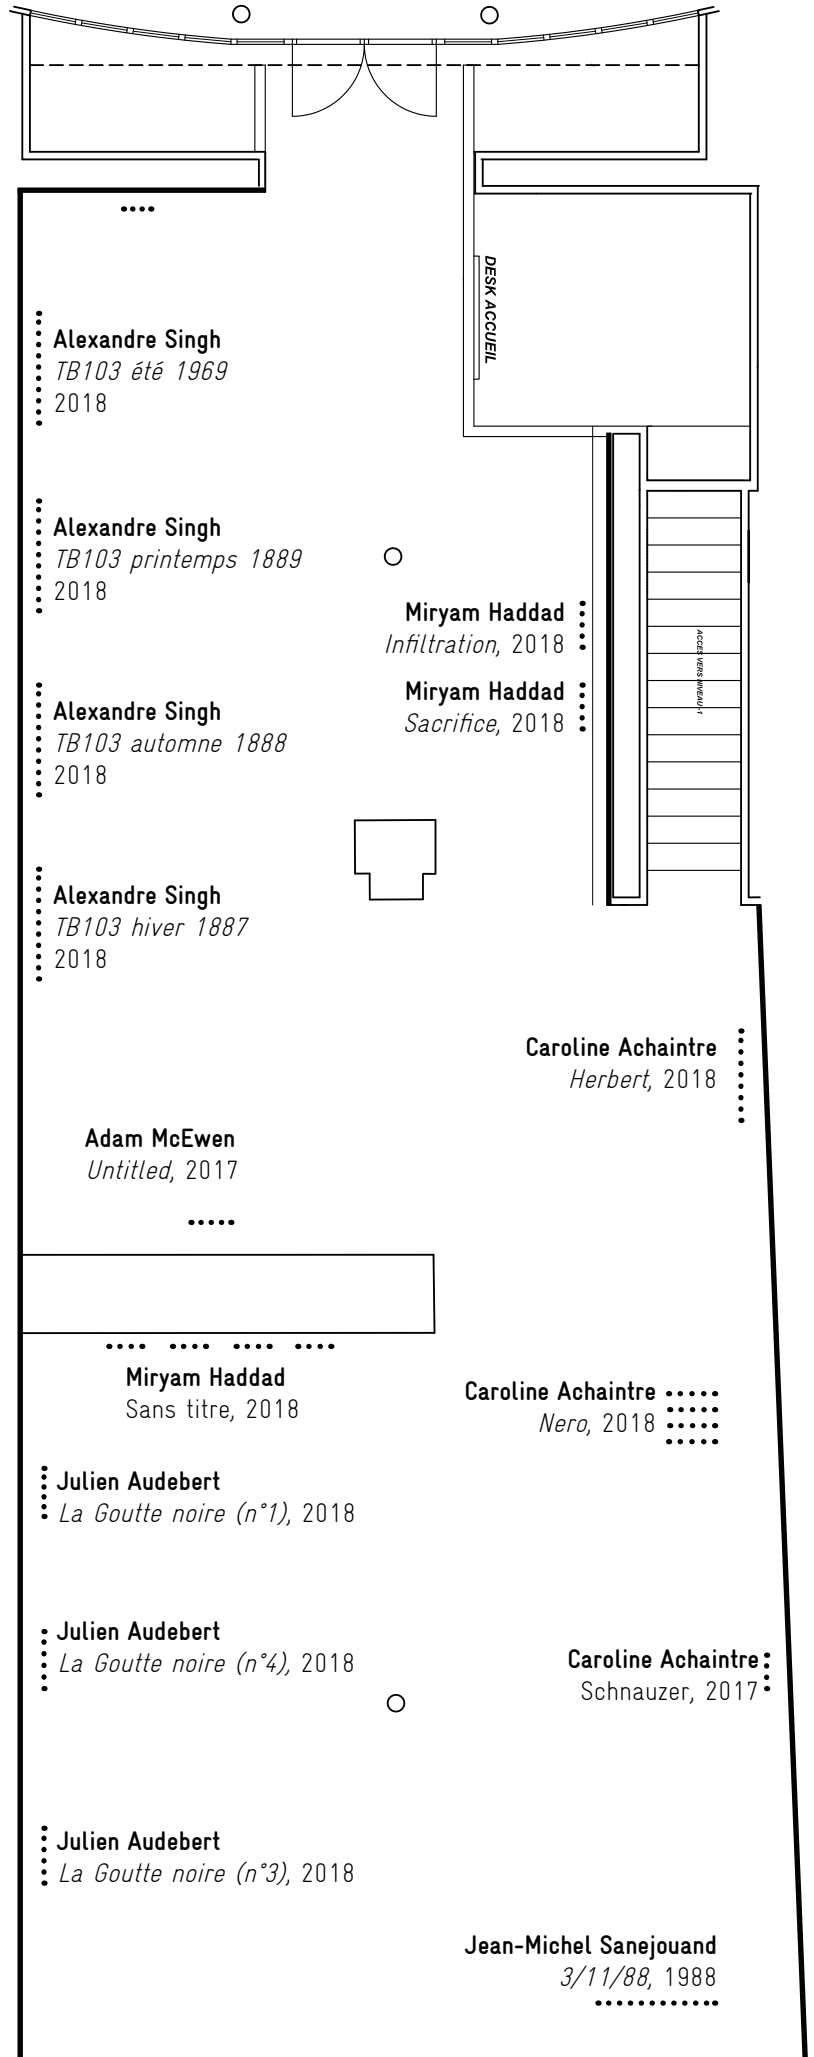 DESK ACCUEIL
Alexandre Singh
TB103 été 1969
2018
Alexandre Singh
TB103 printemps 1889
2018
Miryam Haddad
Infiltration, 2018
ACCES VERS NIVEAU-1
Miryam Haddad
Sacrifice, 2018
Alexandre Singh
TB103 automne 1888
2018
Alexandre Singh
TB103 hiver 1887
2018
Caroline Achaintre
Herbert, 2018
Adam McEwen
Untitled, 2017
Miryam Haddad
Sans titre, 2018
Caroline Achaintre
Nero, 2018
Julien Audebert
La Goutte noire (n°1), 2018
Julien Audebert
La Goutte noire (n°4), 2018
Caroline Achaintre
Schnauzer, 2017
Julien Audebert
La Goutte noire (n°3), 2018
Jean-Michel Sanejouand
3/11/88, 1988